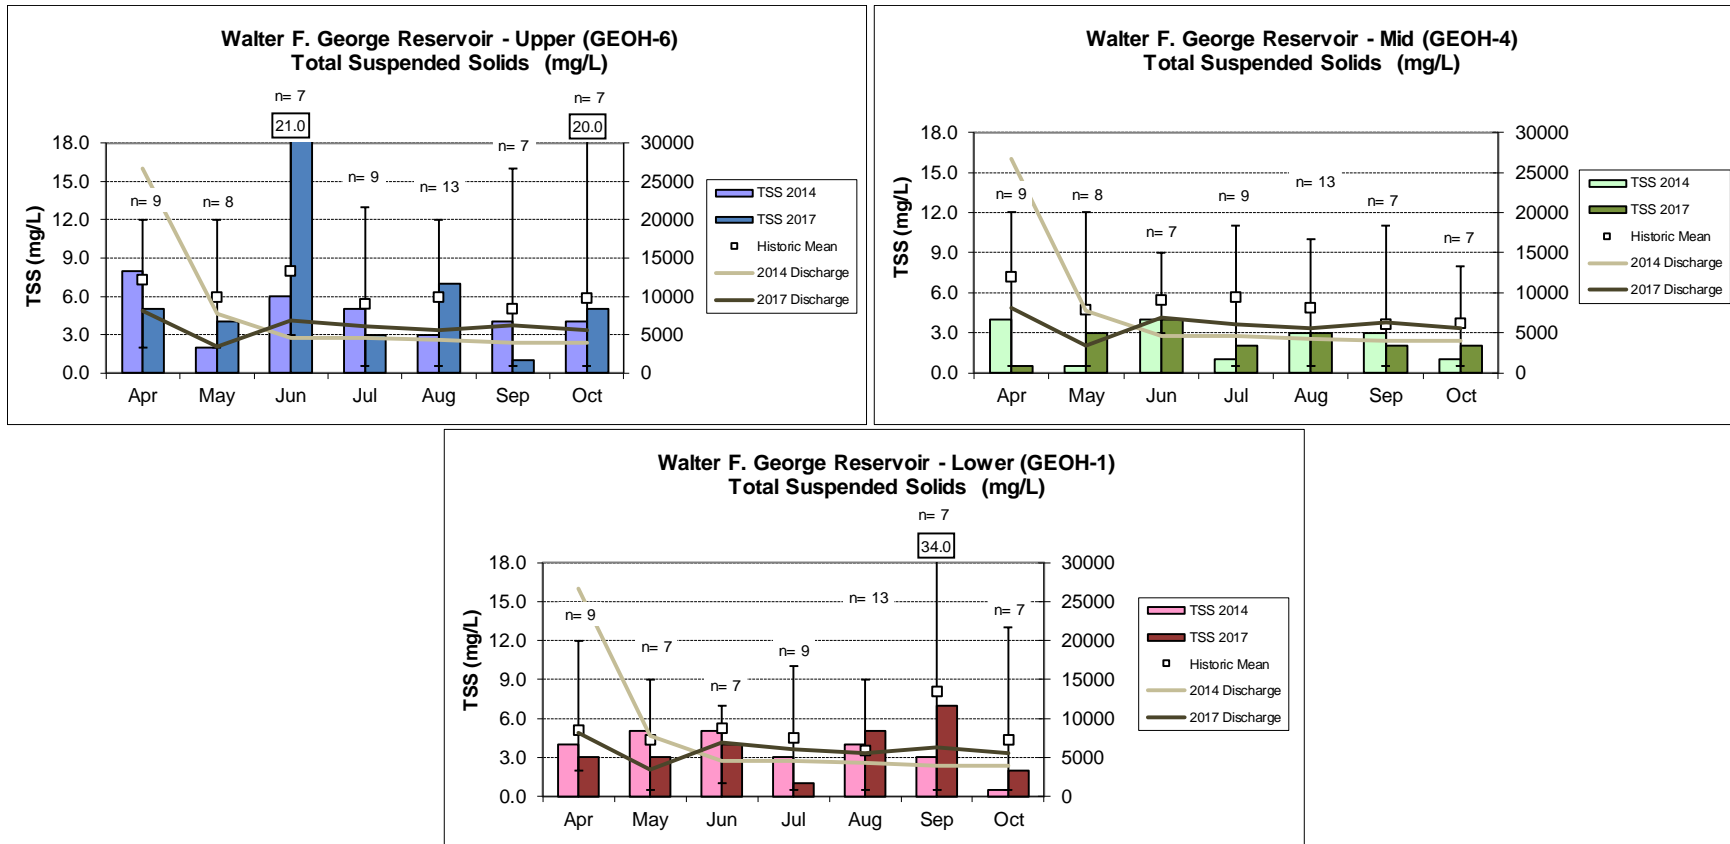 Walter F. George Reservoir - Upper (GEOH-6)
Total Suspended Solids (mg/L)
n= 7
n= 7
21.0
20.0
18.0
15.0
12.0
9.0
6.0
3.0
0.0
TSS (mg/L)
n= 9
n= 8
n= 9
n= 13
n= 7
30000
25000
20000
15000
10000
5000
0
Apr May Jun Jul Aug Sep Oct
TSS 2014
TSS 2017
Historic Mean
2014 Discharge
2017 Discharge
Walter F. George Reservoir - Mid (GEOH-4)
Total Suspended Solids (mg/L)
18.0
15.0
12.0
9.0
6.0
3.0
0.0
TSS (mg/L)
n= 9
n= 8
n= 7
n= 9
n= 13
n= 7
n= 7
30000
25000
20000
15000
10000
5000
0
Apr May Jun Jul Aug Sep Oct
TSS 2014
TSS 2017
Historic Mean
2014 Discharge
2017 Discharge
Walter F. George Reservoir - Lower (GEOH-1)
Total Suspended Solids (mg/L)
n= 7
34.0
18.0
15.0
12.0
9.0
6.0
3.0
0.0
TSS (mg/L)
n= 9
n= 7
n= 7
n= 9
n= 13
n= 7
30000
25000
20000
15000
10000
5000
0
Apr May Jun Jul Aug Sep Oct
TSS 2014
TSS 2017
Historic Mean
2014 Discharge
2017 Discharge